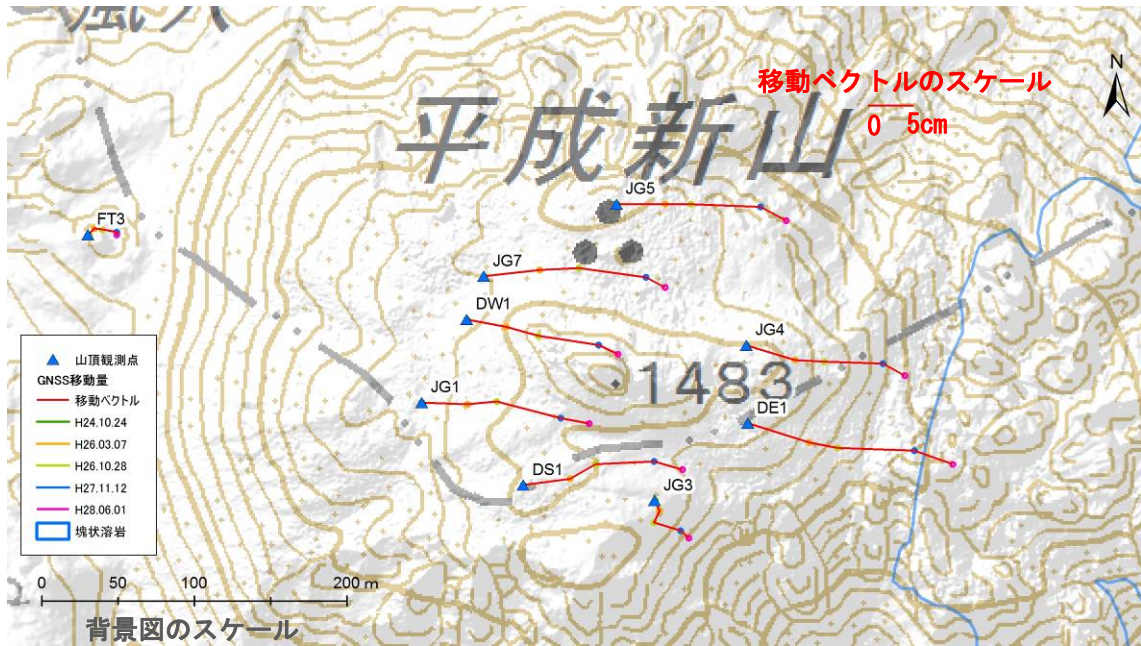 移動ベクトルのスケール
0 5cm
N
平成新山
JG5
FT3
JG7
DW1
JG4
1483
JG1
DE1
DS1
JG3
山頂観測点
GNSS移動量
移動ベクトル
H24.10.24
H26.03.07
H26.10.28
H27.11.12
H28.06.01
塊状溶岩
0 50 100 200 m
背景図のスケール